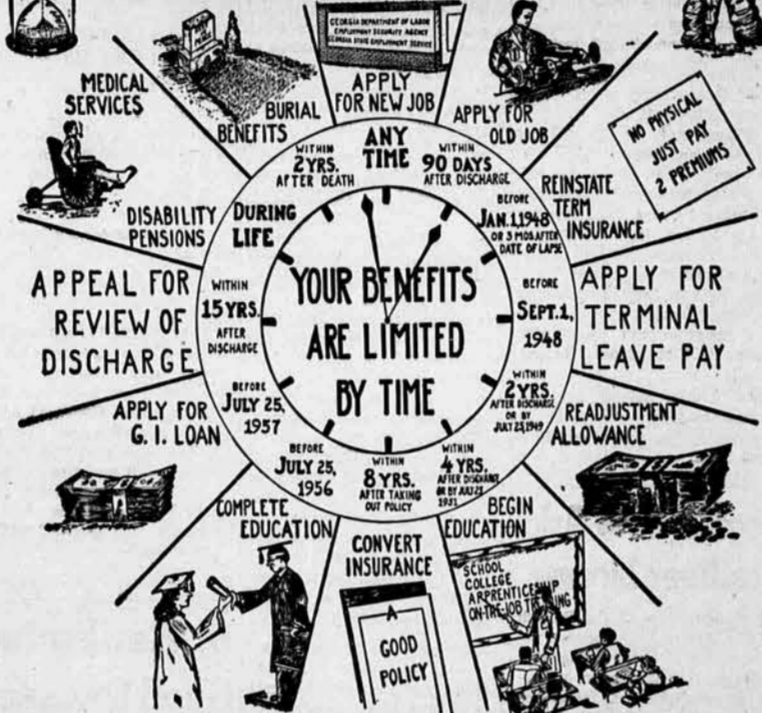 GEORGIA DEPARTMENT OF LABOR
EMPLOYMENT SECURITY AGENCY
GEORGIA STATE EMPLOYMENT SERVICE
APPLY
FOR NEW JOB
ANY
TIME
APPLY FOR
OLD JOB
WITHIN
90 DAYS
AFTER DISCHARGE
NO PHYSICAL
JUST PAY
2 PREMIUMS
REINSTATE
TERM
INSURANCE
BEFORE
JAN. 1, 1948
OR 3 MOS. AFTER
DATE OF LAPSE
APPLY FOR
TERMINAL
LEAVE PAY
BEFORE
SEPT. 1,
1948
READJUSTMENT
ALLOWANCE
WITHIN
2 YRS.
AFTER DISCHARGE
OR BY
JULY 25, 1949
BEGIN
EDUCATION
WITHIN
4 YRS.
AFTER DISCHARGE
OR BY JULY 25
1951
SCHOOL
COLLEGE
APPRENTICESHIP
ON-THE-JOB TRAINING
CONVERT
INSURANCE
WITHIN
8 YRS.
AFTER TAKING
OUT POLICY
A
GOOD
POLICY
COMPLETE
EDUCATION
BEFORE
JULY 25,
1956
APPLY FOR
G. I. LOAN
BEFORE
JULY 25,
1957
APPEAL FOR
REVIEW OF
DISCHARGE
WITHIN
15 YRS.
AFTER
DISCHARGE
MEDICAL
SERVICES
DISABILITY
PENSIONS
DURING
LIFE
BURIAL
BENEFITS
WITHIN
2 YRS.
AFTER DEATH
YOUR BENEFITS
ARE LIMITED
BY TIME